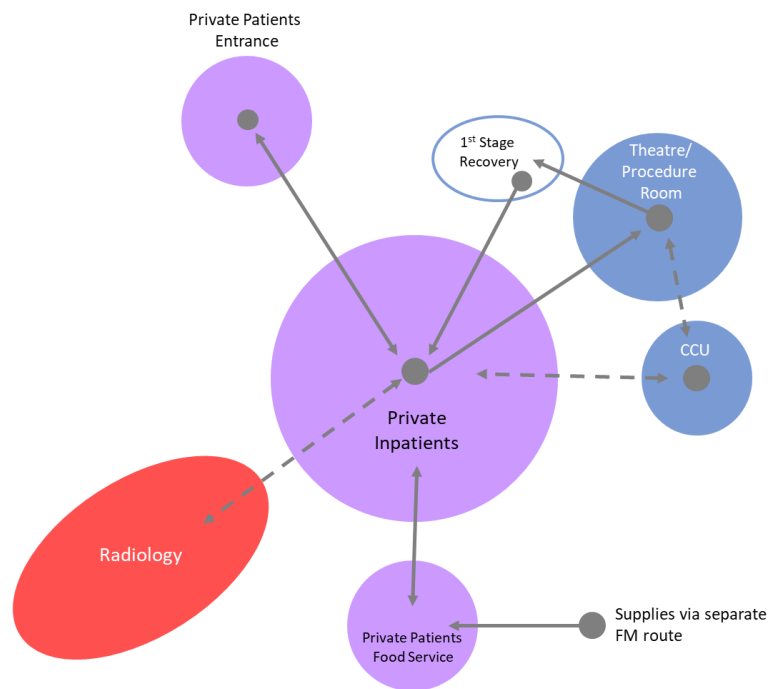 Private Patients
Entrance
1st Stage
Recovery
Theatre/
Procedure
Room
CCU
Private
Inpatients
Radiology
Private Patients
Food Service
Supplies via separate
FM route